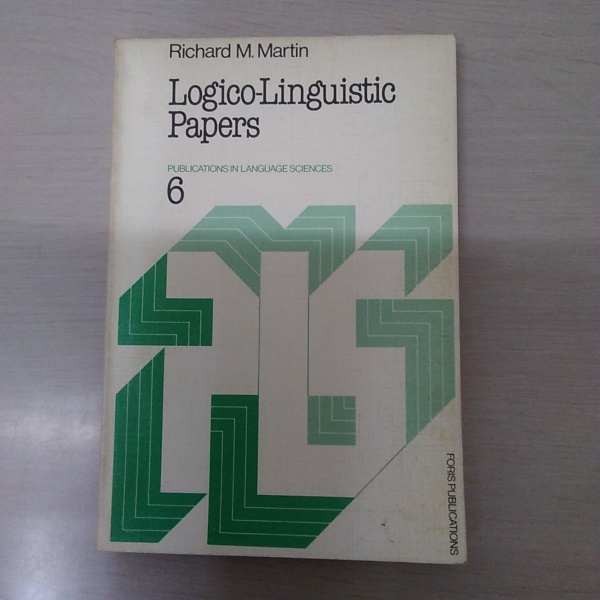 Richard M. Martin
Logico-Linguistic
Papers
PUBLICATIONS IN LANGUAGE SCIENCES
6
FORIS PUBLICATIONS